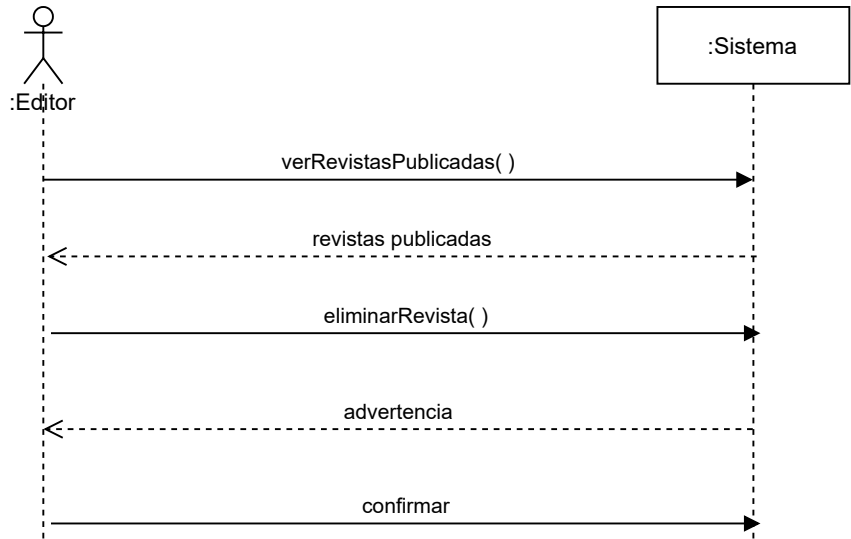 :Editor
:Sistema
verRevistasPublicadas( )
revistas publicadas
eliminarRevista( )
advertencia
confirmar